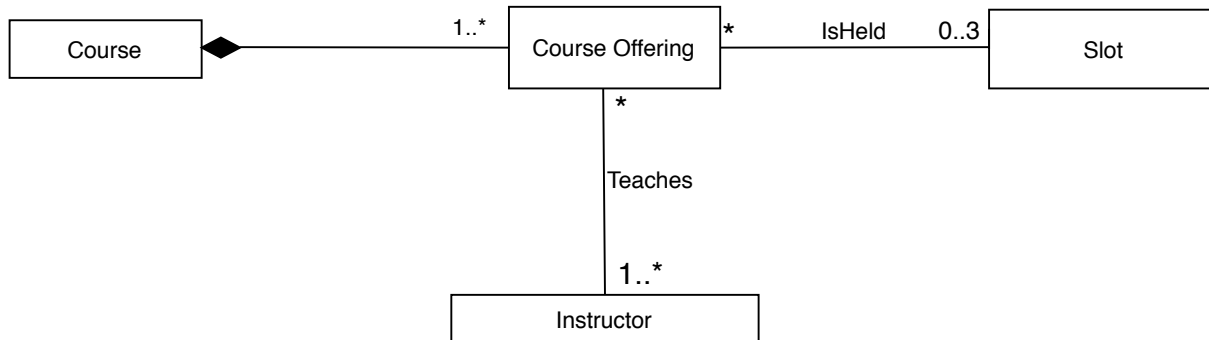 Course
1..*
Course Offering
*
IsHeld
0..3
Slot
*
Teaches
1..*
Instructor